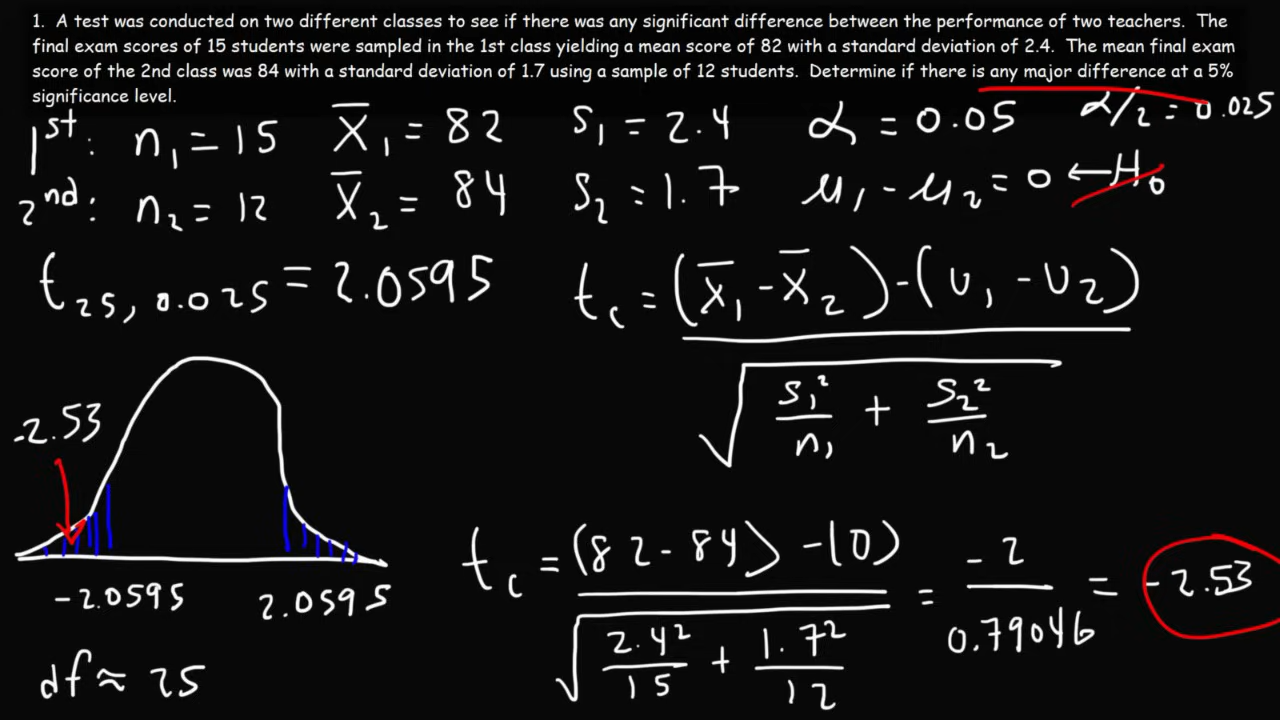 1. A test was conducted on two different classes to see if there was any significant difference between the performance of two teachers. The
final exam scores of 15 students were sampled in the 1st class yielding a mean score of 82 with a standard deviation of 2.4. The mean final exam
score of the 2nd class was 84 with a standard deviation of 1.7 using a sample of 12 students. Determine if there is any major difference at a 5%
significance level.
1st: n₁ = 15 X̄₁ = 82 S₁ = 2.4 α = 0.05 α/2 = 0.025
2nd: n₂ = 12 X̄₂ = 84 S₂ = 1.7 μ₁ - μ₂ = 0 ← H₀
t₂₅, ₀.₀₂₅ = 2.0595
t_c = (X̄₁ - X̄₂) - (υ₁ - υ₂) / √(S₁²/n₁ + S₂²/n₂)
-2.53
-2.0595 2.0595
t_c = (82 - 84) - (0) / √(2.4²/15 + 1.7²/12) = -2 / 0.79046 = -2.53
df ≈ 25